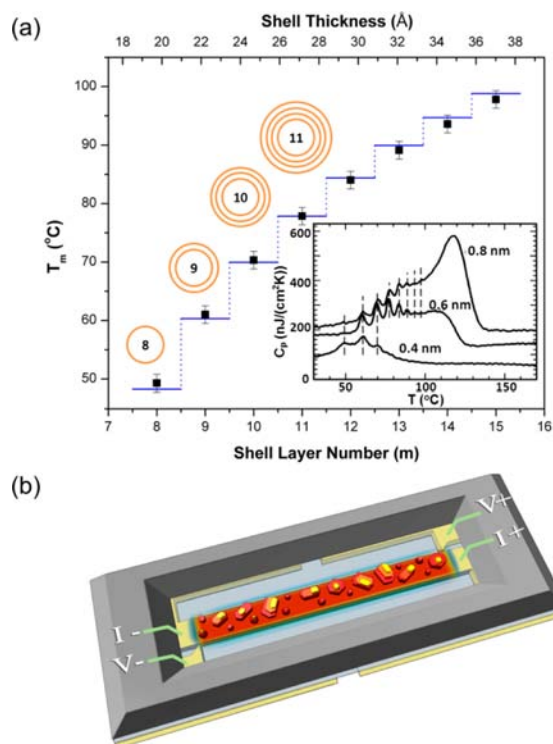 (a)
Shell Thickness (Å)
18 20 22 24 26 28 30 32 34 36 38
100
90
80
70
60
50
Tm (°C)
8
9
10
11
600
400
200
0
Cp (nJ/(cm²K)
0.8 nm
0.6 nm
0.4 nm
50 100 150
T (°C)
7 8 9 10 11 12 13 14 15 16
Shell Layer Number (m)
(b)
V+
I+
I-
V-